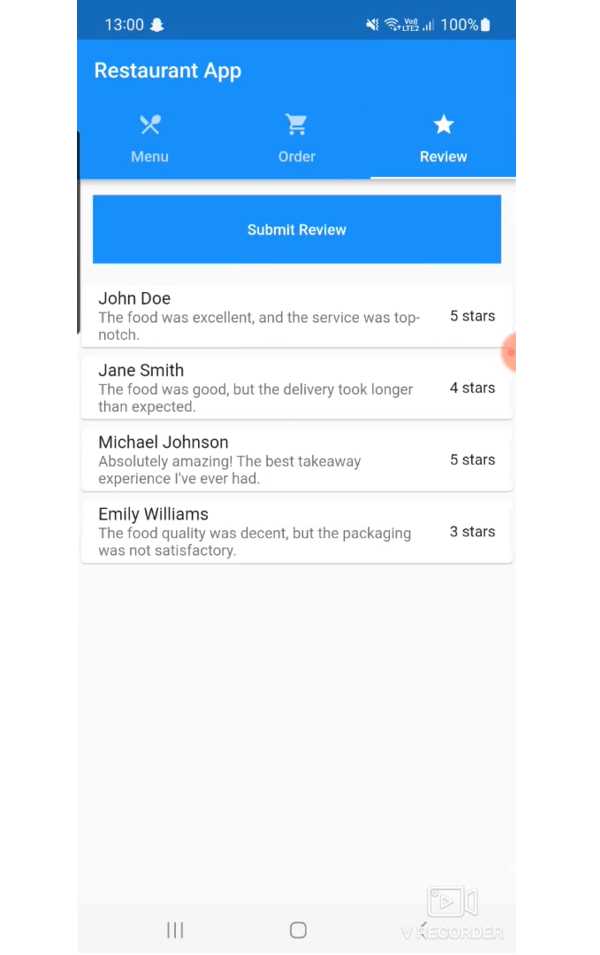 13:00 Vo)) LTE2 100%
Restaurant App
Menu Order Review
Submit Review
John Doe
The food was excellent, and the service was top-
notch.
5 stars
Jane Smith
The food was good, but the delivery took longer
than expected.
4 stars
Michael Johnson
Absolutely amazing! The best takeaway
experience I've ever had.
5 stars
Emily Williams
The food quality was decent, but the packaging
was not satisfactory.
3 stars
V RECORDER